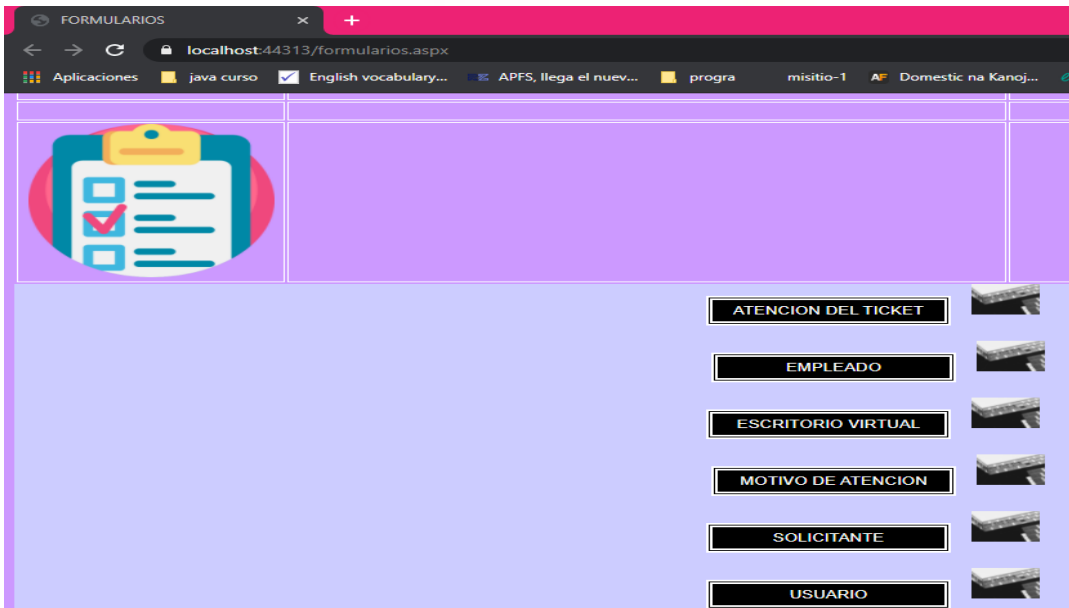 FORMULARIOS
localhost:44313/formularios.aspx
Aplicaciones java curso English vocabulary... APFS, llega el nuev... progra misitio-1 AF Domestic na Kanoj...
ATENCION DEL TICKET
EMPLEADO
ESCRITORIO VIRTUAL
MOTIVO DE ATENCION
SOLICITANTE
USUARIO